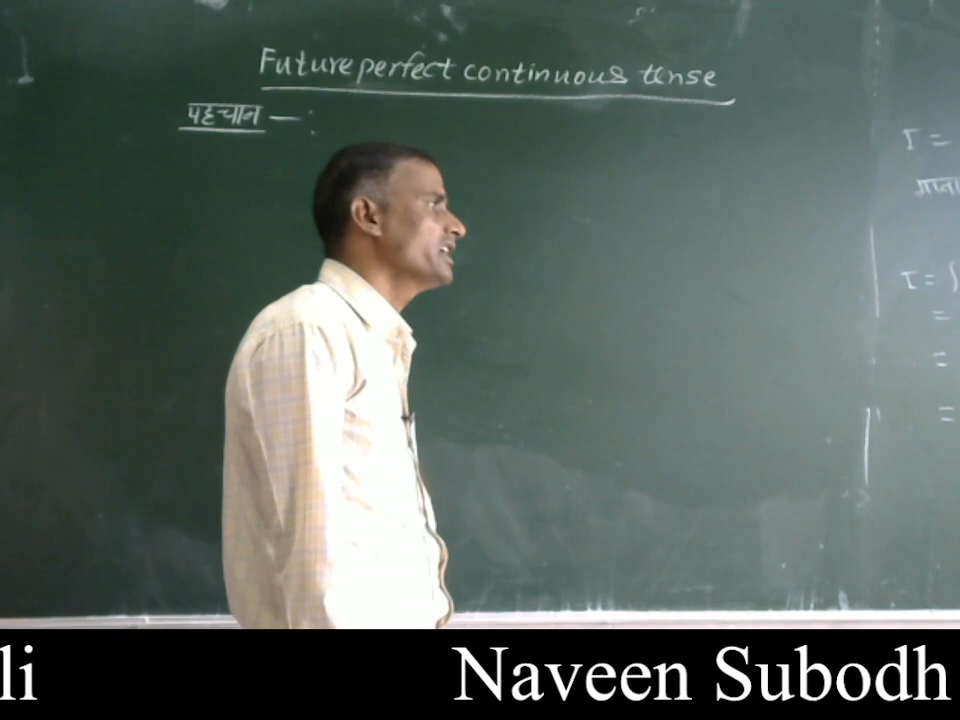 Future perfect continuous tense
पहचान — :
τ =
τ = ∫
=
=
=
li Naveen Subodh